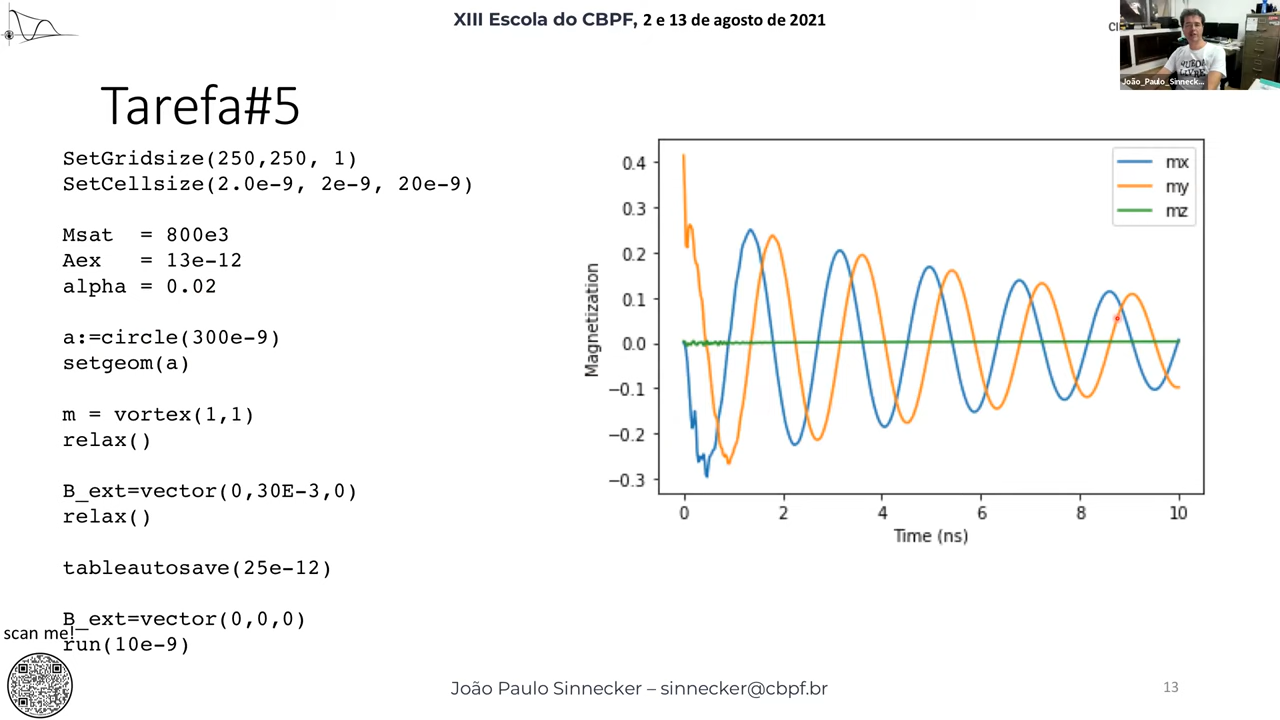 XIII Escola do CBPF, 2 e 13 de agosto de 2021
João_Paulo_Sinneck...
Tarefa#5
SetGridsize(250,250, 1)
SetCellsize(2.0e-9, 2e-9, 20e-9)
Msat = 800e3
Aex = 13e-12
alpha = 0.02
a:=circle(300e-9)
setgeom(a)
m = vortex(1,1)
relax()
B_ext=vector(0,30E-3,0)
relax()
tableautosave(25e-12)
B_ext=vector(0,0,0)
run(10e-9)
scan me!
Magnetization
0.4
0.3
0.2
0.1
0.0
−0.1
−0.2
−0.3
mx
my
mz
0 2 4 6 8 10
Time (ns)
João Paulo Sinnecker – sinnecker@cbpf.br
13